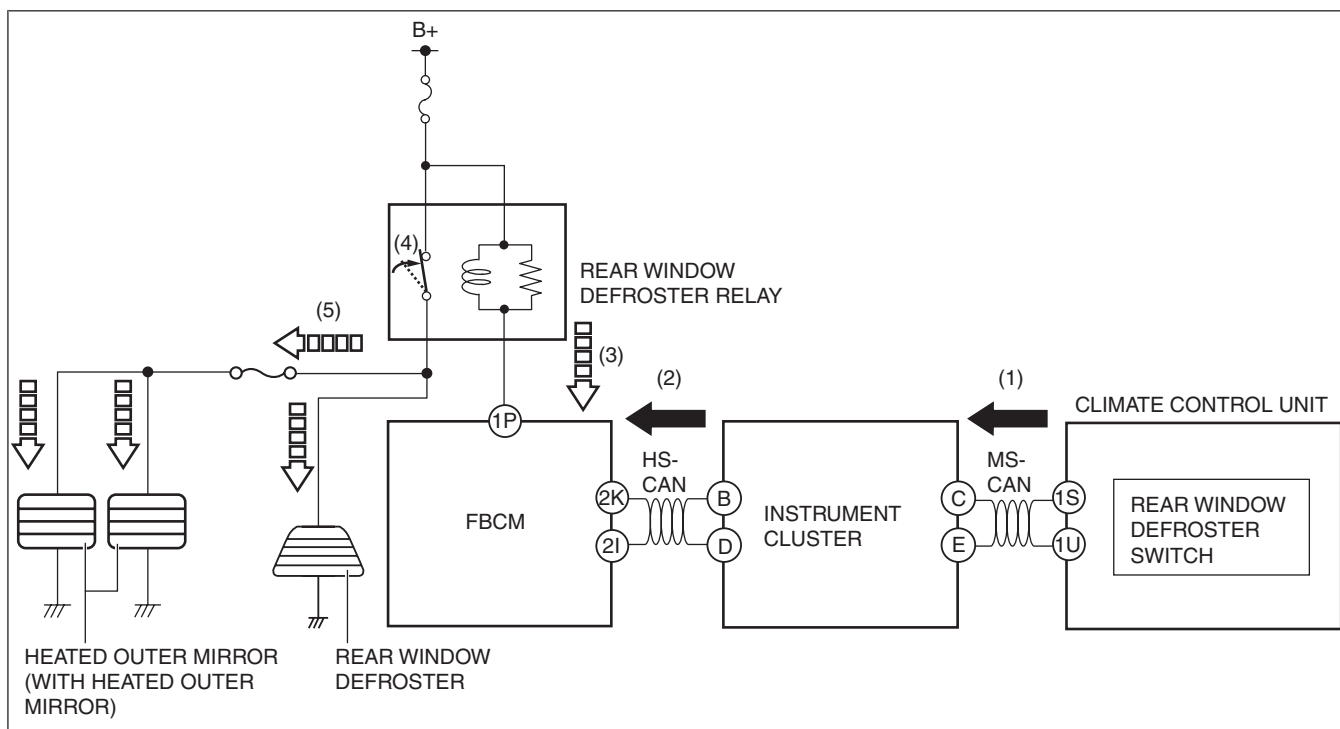 B+
(4)
REAR WINDOW
DEFROSTER RELAY
(5)
(3)
(2)
(1)
CLIMATE CONTROL UNIT
1P
HS-
CAN
MS-
CAN
2K
B
C
1S
FBCM
INSTRUMENT
CLUSTER
REAR WINDOW
DEFROSTER
SWITCH
2I
D
E
1U
HEATED OUTER MIRROR
(WITH HEATED OUTER
MIRROR)
REAR WINDOW
DEFROSTER